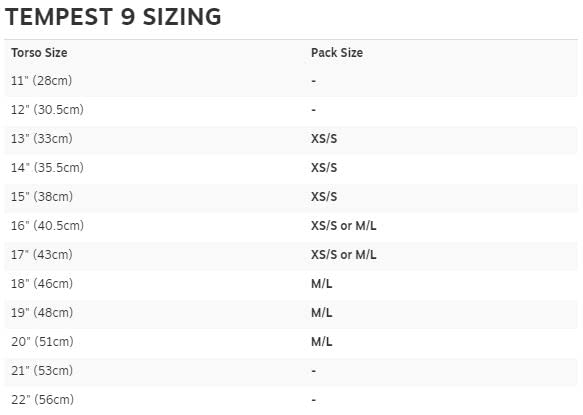 TEMPEST 9 SIZING
Torso Size Pack Size
11" (28cm) -
12" (30.5cm) -
13" (33cm) XS/S
14" (35.5cm) XS/S
15" (38cm) XS/S
16" (40.5cm) XS/S or M/L
17" (43cm) XS/S or M/L
18" (46cm) M/L
19" (48cm) M/L
20" (51cm) M/L
21" (53cm) -
22" (56cm) -